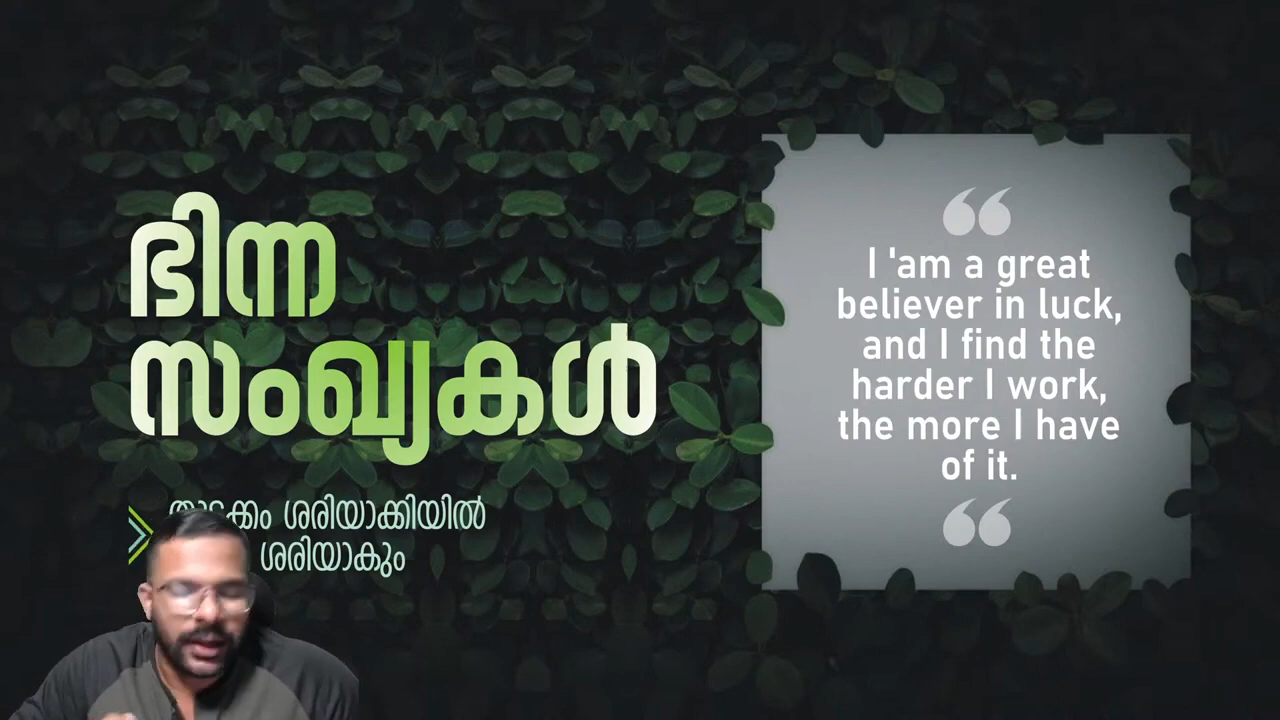 ഭിന്ന
സംഖ്യകൾ
ശരിയാക്കിയിൽ
ശരിയാകും
“
I 'am a great
believer in luck,
and I find the
harder I work,
the more I have
of it.
“